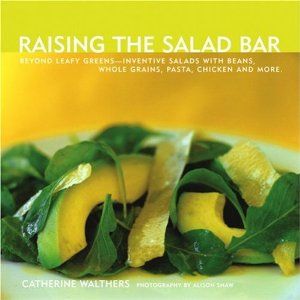 RAISING THE SALAD BAR
BEYOND LEAFY GREENS—INVENTIVE SALADS WITH BEANS,
WHOLE GRAINS, PASTA, CHICKEN AND MORE.
CATHERINE WALTHERS PHOTOGRAPHY BY ALISON SHAW